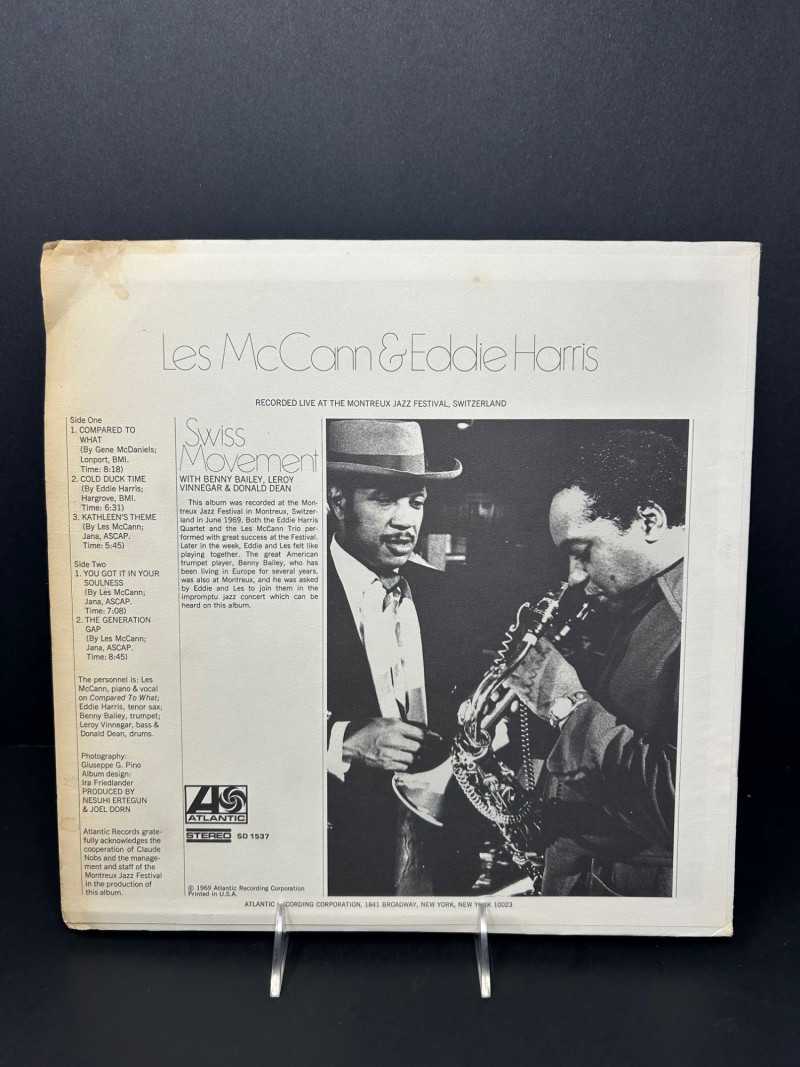 Les McCann & Eddie Harris
RECORDED LIVE AT THE MONTREUX JAZZ FESTIVAL, SWITZERLAND
Side One
1. COMPARED TO
WHAT
(By Gene McDaniels;
Lonport, BMI.
Time: 8:18)
2. COLD DUCK TIME
(By Eddie Harris;
Hargrove, BMI.
Time: 6:31)
3. KATHLEEN'S THEME
(By Les McCann;
Jana, ASCAP.
Time: 5:45)
Side Two
1. YOU GOT IT IN YOUR
SOULNESS
(By Les McCann;
Jana, ASCAP.
Time: 7:08)
2. THE GENERATION
GAP
(By Les McCann;
Jana, ASCAP.
Time: 8:45)
The personnel is: Les
McCann, piano & vocal
on Compared To What;
Eddie Harris, tenor sax;
Benny Bailey, trumpet;
Leroy Vinnegar, bass &
Donald Dean, drums.
Photography:
Giuseppe G. Pino
Album design:
Ira Friedlander
PRODUCED BY
NESUHI ERTEGUN
& JOEL DORN
Atlantic Records grate-
fully acknowledges the
cooperation of Claude
Nobs and the manage-
ment and staff of the
Montreux Jazz Festival
in the production of
this album.
Swiss
Movement
WITH BENNY BAILEY, LEROY
VINNEGAR & DONALD DEAN
This album was recorded at the Mon-
treux Jazz Festival in Montreux, Switzer-
land in June 1969. Both the Eddie Harris
Quartet and the Les McCann Trio per-
formed with great success at the Festival.
Later in the week, Eddie and Les felt like
playing together. The great American
trumpet player, Benny Bailey, who has
been living in Europe for several years,
was also at Montreux, and he was asked
by Eddie and Les to join them in the
impromptu jazz concert which can be
heard on this album.
ATLANTIC
STEREO SD 1537
© 1969 Atlantic Recording Corporation
Printed in U.S.A.
ATLANTIC RECORDING CORPORATION, 1841 BROADWAY, NEW YORK, NEW YORK 10023